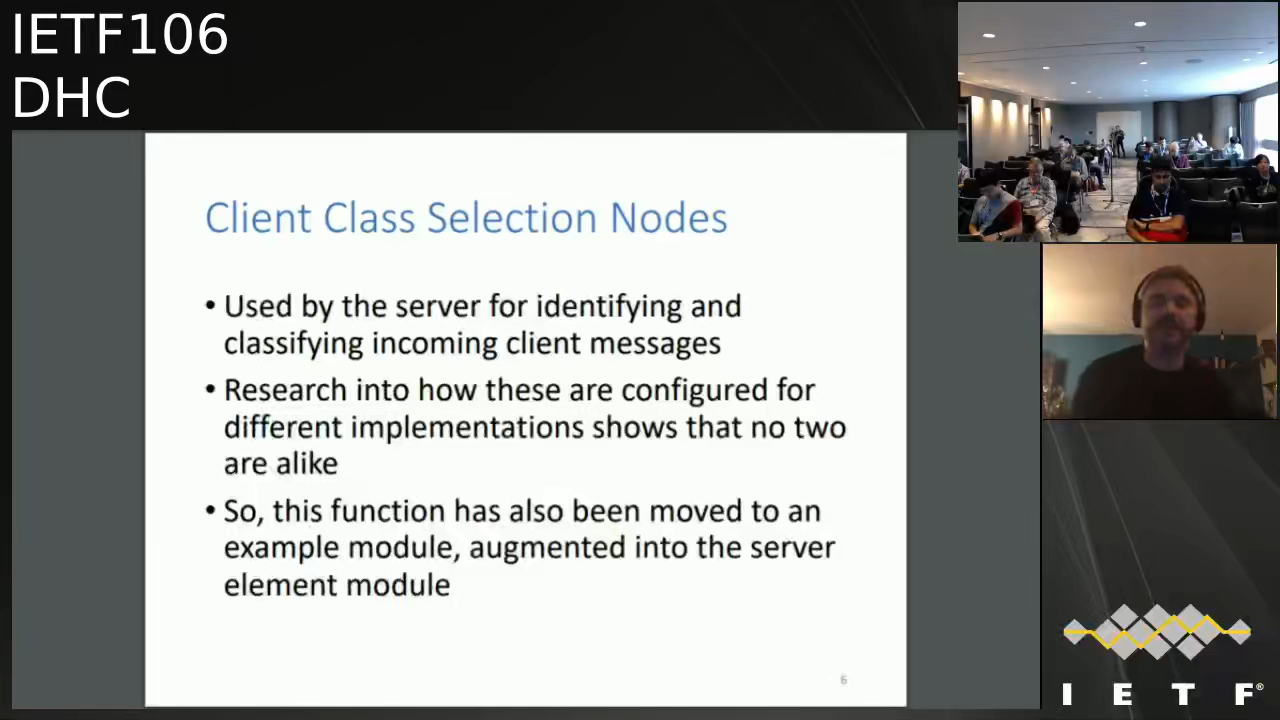 IETF106
DHC
Client Class Selection Nodes
• Used by the server for identifying and
classifying incoming client messages
• Research into how these are configured for
different implementations shows that no two
are alike
• So, this function has also been moved to an
example module, augmented into the server
element module
6
I E T F®